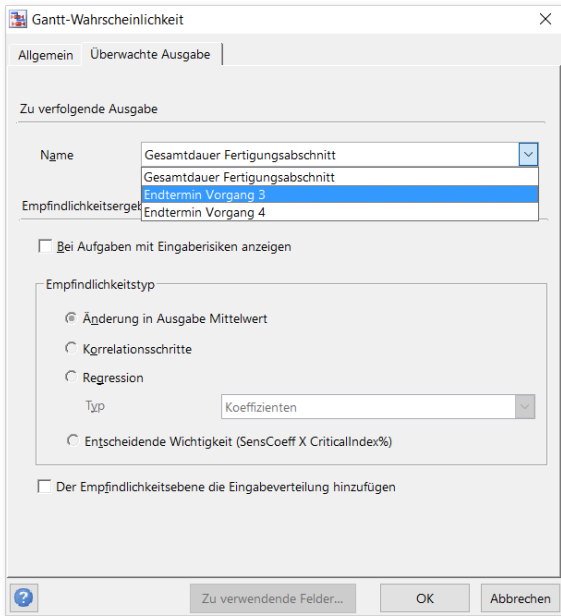 Gantt-Wahrscheinlichkeit
Allgemein Überwachte Ausgabe
Zu verfolgende Ausgabe
Name Gesamtdauer Fertigungsabschnitt
Gesamtdauer Fertigungsabschnitt
Endtermin Vorgang 3
Empfindlichkeitsergeb
Endtermin Vorgang 4
Bei Aufgaben mit Eingaberisiken anzeigen
Empfindlichkeitstyp
Änderung in Ausgabe Mittelwert
Korrelationsschritte
Regression
Typ Koeffizienten
Entscheidende Wichtigkeit (SensCoeff X CriticalIndex%)
Der Empfindlichkeitsebene die Eingabeverteilung hinzufügen
? Zu verwendende Felder... OK Abbrechen